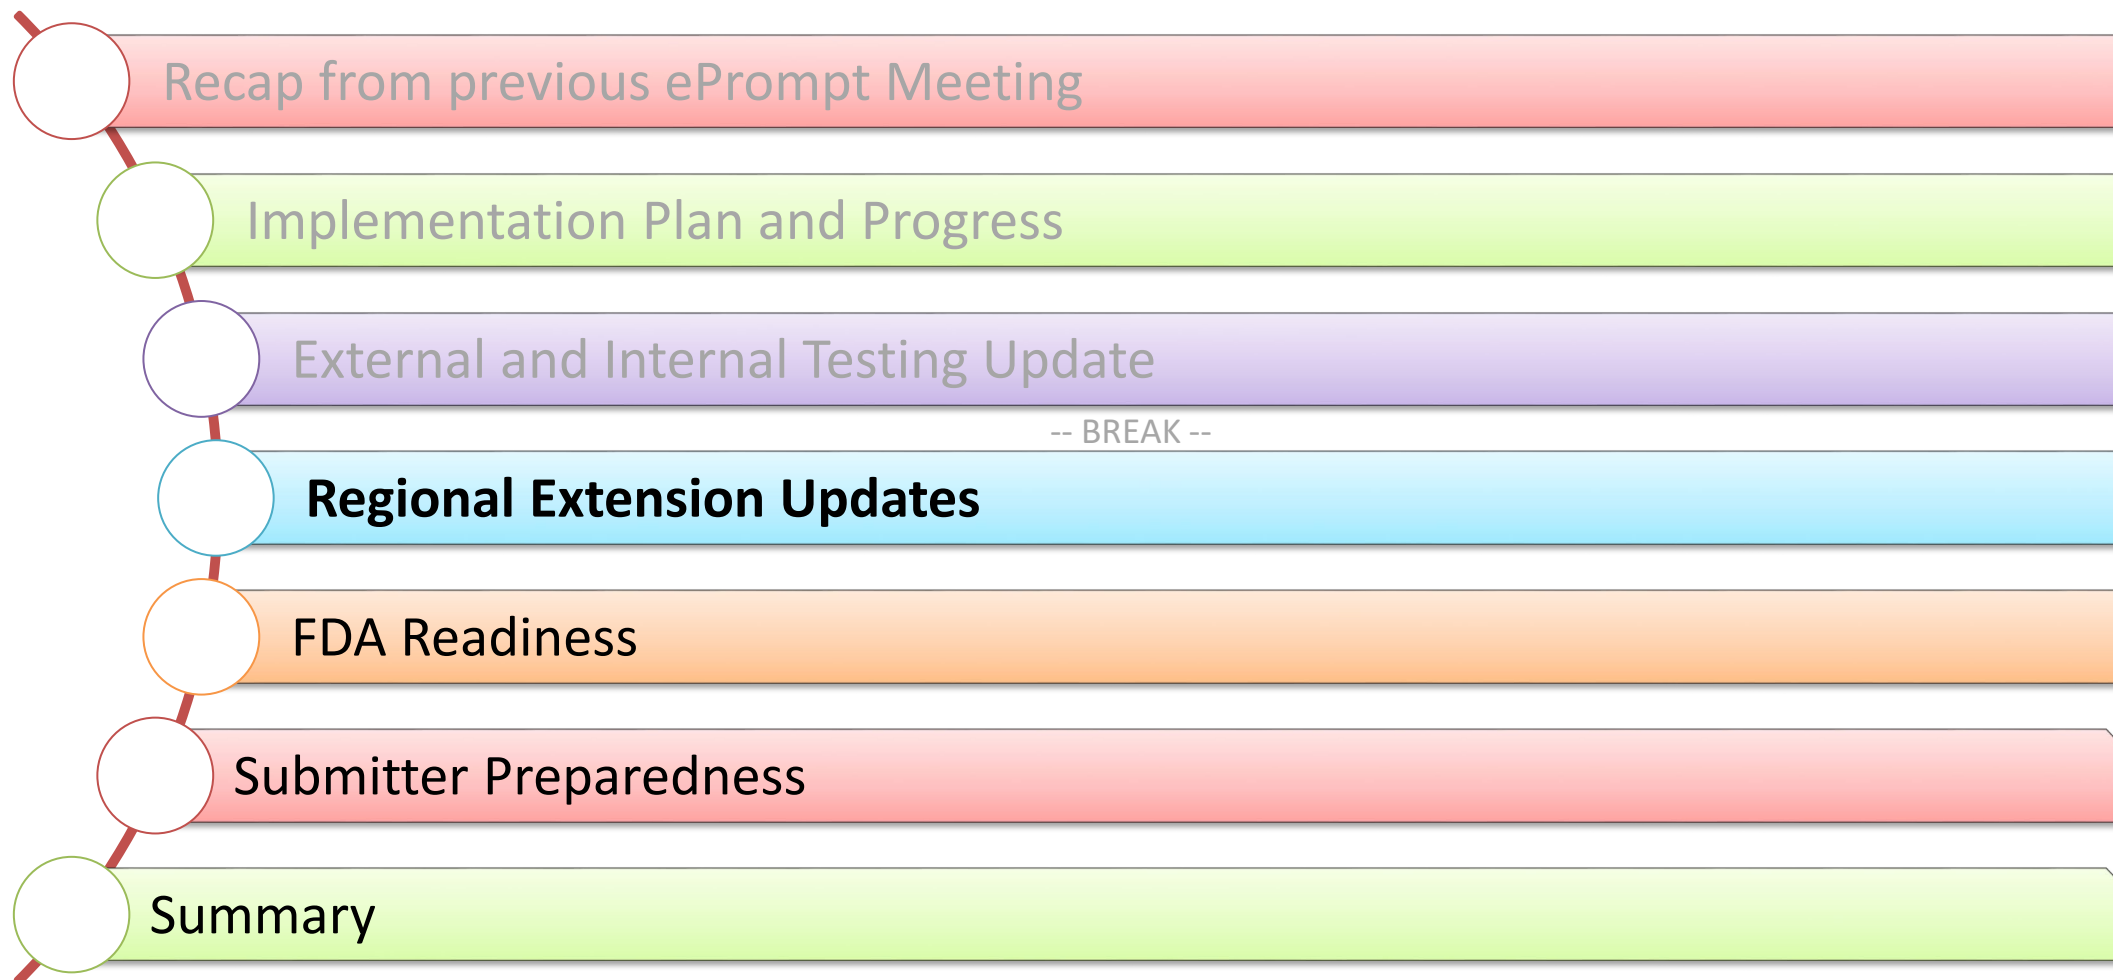 Recap from previous ePrompt Meeting
Implementation Plan and Progress
External and Internal Testing Update
-- BREAK --
Regional Extension Updates
FDA Readiness
Submitter Preparedness
Summary